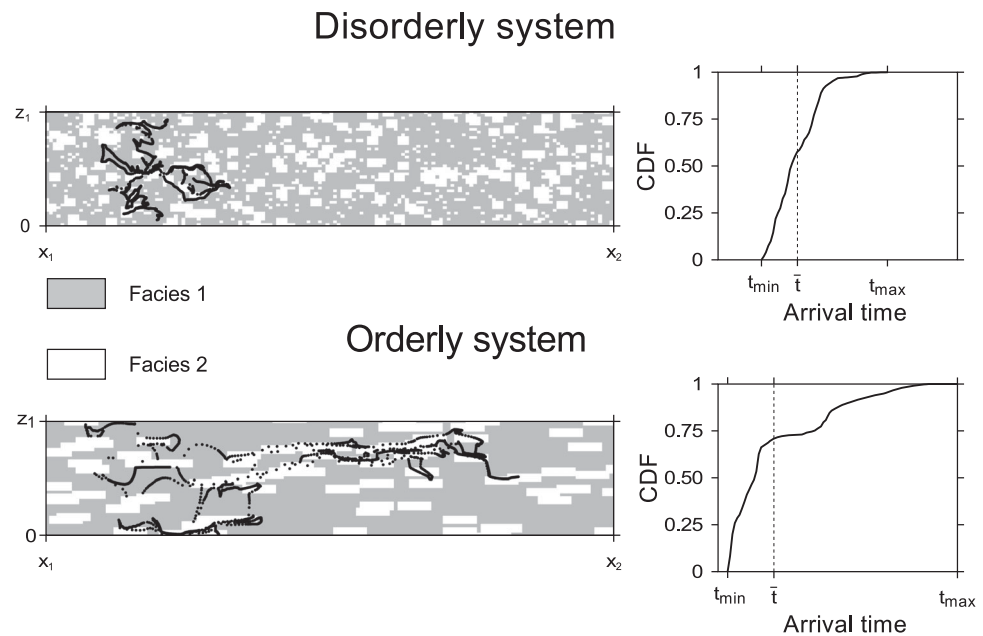 Disorderly system
z1
0
x1
x2
CDF
1
0.75
0.50
0.25
0
tmin
t̄
tmax
Arrival time
Facies 1
Facies 2
Orderly system
z1
0
x1
x2
CDF
1
0.75
0.50
0.25
0
tmin
t̄
tmax
Arrival time